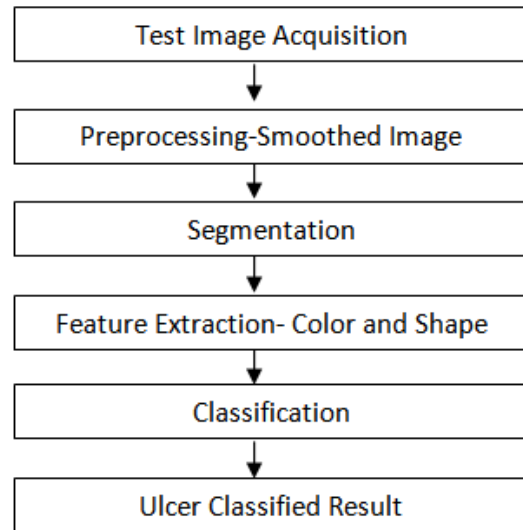 Test Image Acquisition
Preprocessing-Smoothed Image
Segmentation
Feature Extraction- Color and Shape
Classification
Ulcer Classified Result